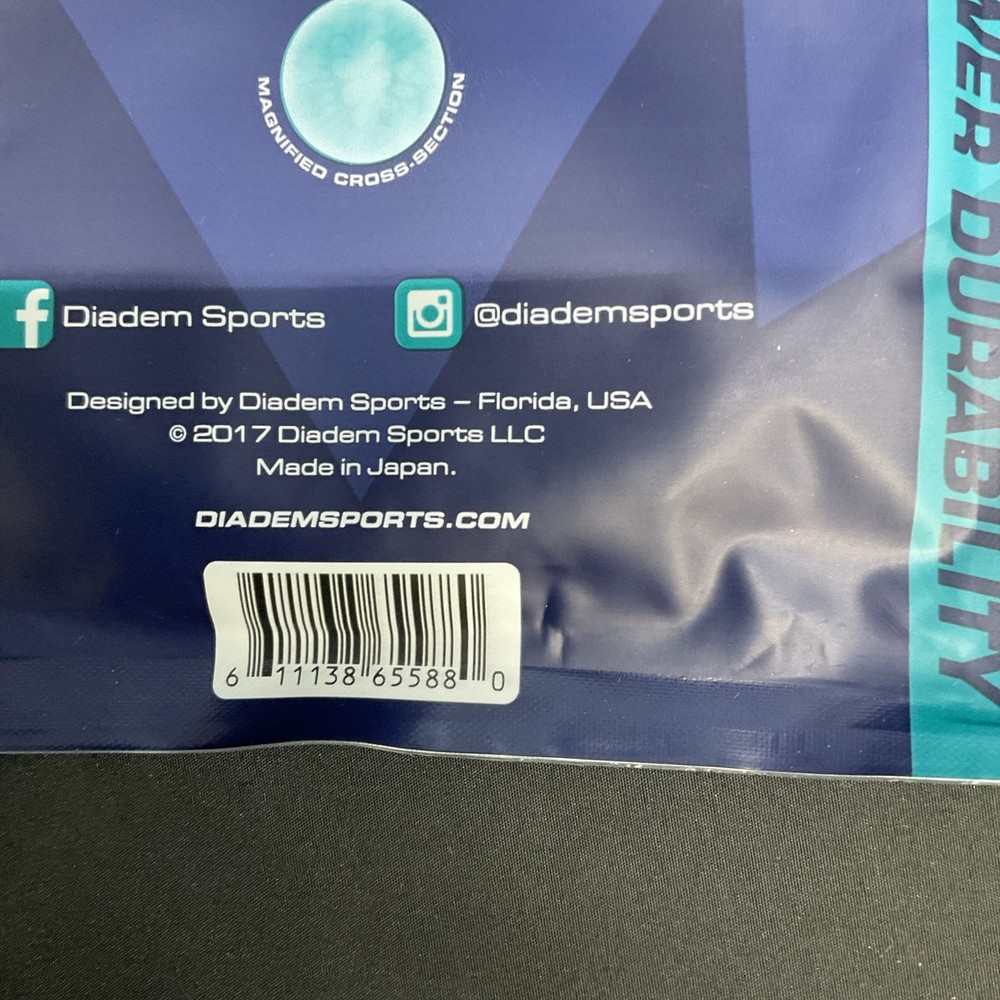 MAGNIFIED CROSS-SECTION
Diadem Sports
@diademsports
Designed by Diadem Sports – Florida, USA
© 2017 Diadem Sports LLC
Made in Japan.
DIADEMSPORTS.COM
6 11138 65588 0
DURABILITY